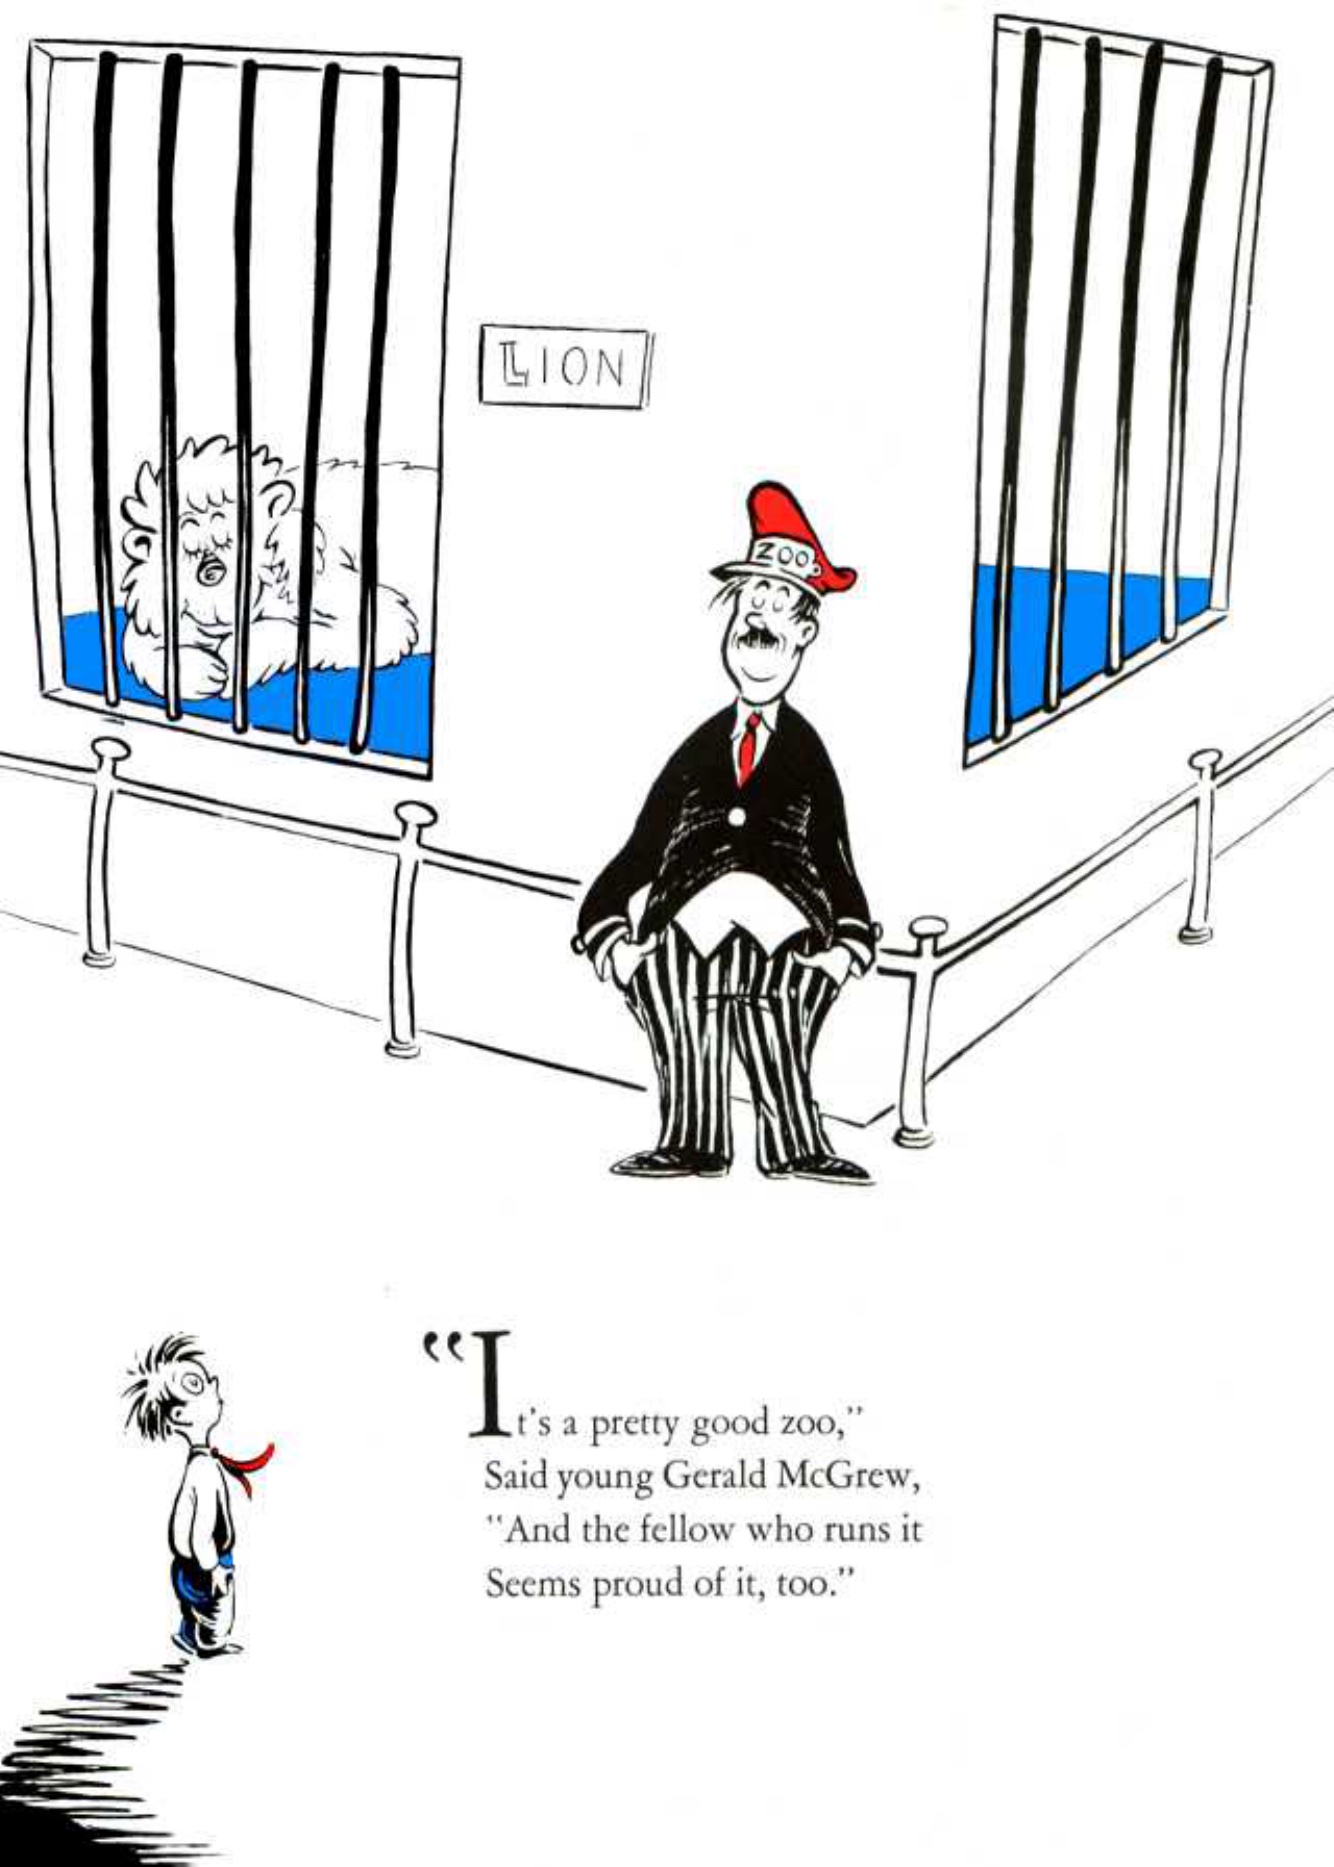 LION
ZOO
“It’s a pretty good zoo,”
Said young Gerald McGrew,
“And the fellow who runs it
Seems proud of it, too.”